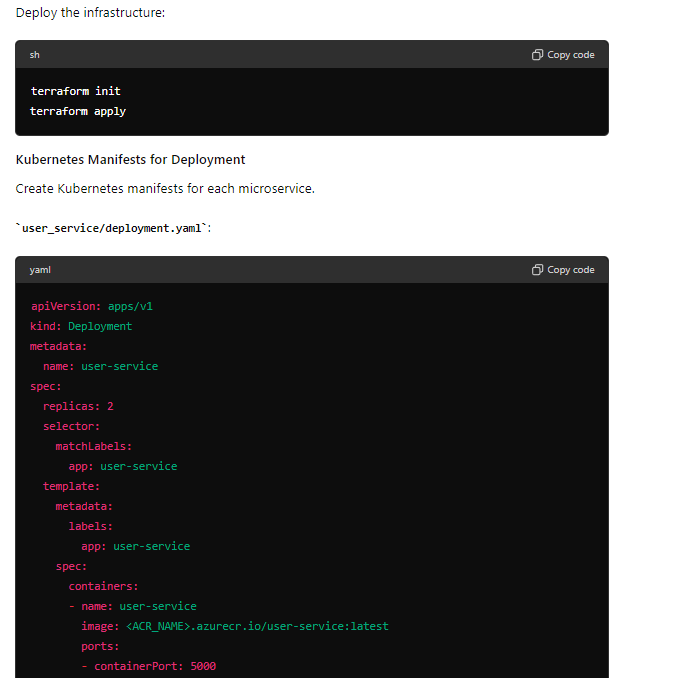 Deploy the infrastructure:
sh
Copy code
terraform init
terraform apply
Kubernetes Manifests for Deployment
Create Kubernetes manifests for each microservice.
`user_service/deployment.yaml`:
yaml
Copy code
apiVersion: apps/v1
kind: Deployment
metadata:
  name: user-service
spec:
  replicas: 2
  selector:
    matchLabels:
      app: user-service
  template:
    metadata:
      labels:
        app: user-service
    spec:
      containers:
      - name: user-service
        image: <ACR_NAME>.azurecr.io/user-service:latest
        ports:
        - containerPort: 5000